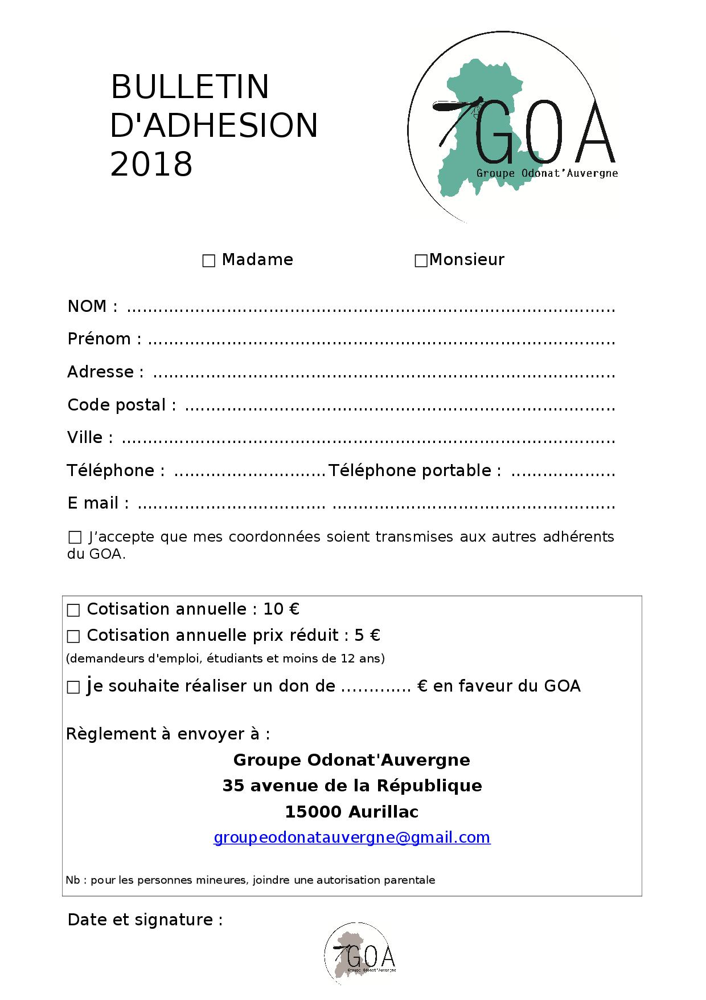 BULLETIN
D'ADHESION
2018
GOA
Groupe Odonat'Auvergne
□ Madame □Monsieur
NOM : ............................................................................................
Prénom : ........................................................................................
Adresse : .......................................................................................
Code postal : .................................................................................
Ville : .............................................................................................
Téléphone : .............................Téléphone portable : ....................
E mail : .................................... ......................................................
□ J’accepte que mes coordonnées soient transmises aux autres adhérents
du GOA.
□ Cotisation annuelle : 10 €
□ Cotisation annuelle prix réduit : 5 €
(demandeurs d'emploi, étudiants et moins de 12 ans)
□ je souhaite réaliser un don de ............. € en faveur du GOA
Règlement à envoyer à :
Groupe Odonat'Auvergne
35 avenue de la République
15000 Aurillac
groupeodonatauvergne@gmail.com
Nb : pour les personnes mineures, joindre une autorisation parentale
Date et signature :
GOA
Groupe Odonat'Auvergne